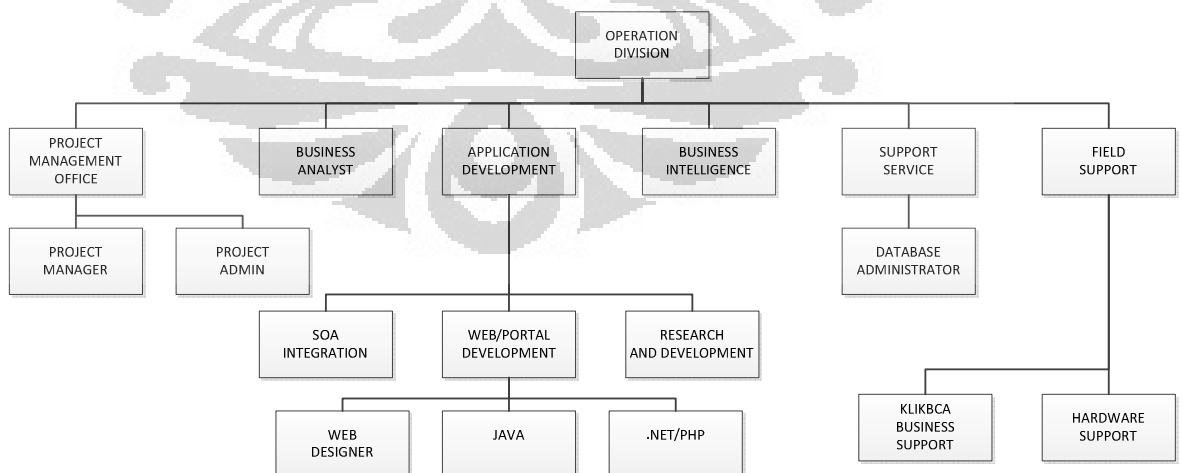 OPERATION
DIVISION
PROJECT
MANAGEMENT
OFFICE
BUSINESS
ANALYST
APPLICATION
DEVELOPMENT
BUSINESS
INTELLIGENCE
SUPPORT
SERVICE
FIELD
SUPPORT
PROJECT
MANAGER
PROJECT
ADMIN
DATABASE
ADMINISTRATOR
SOA
INTEGRATION
WEB/PORTAL
DEVELOPMENT
RESEARCH
AND DEVELOPMENT
KLIKBCA
BUSINESS
SUPPORT
HARDWARE
SUPPORT
WEB
DESIGNER
JAVA
.NET/PHP